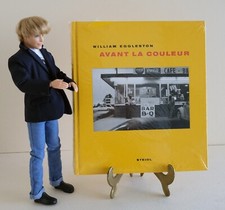 WILLIAM EGGLESTON
AVANT LA COULEUR
BAR
B-Q
STEIDL